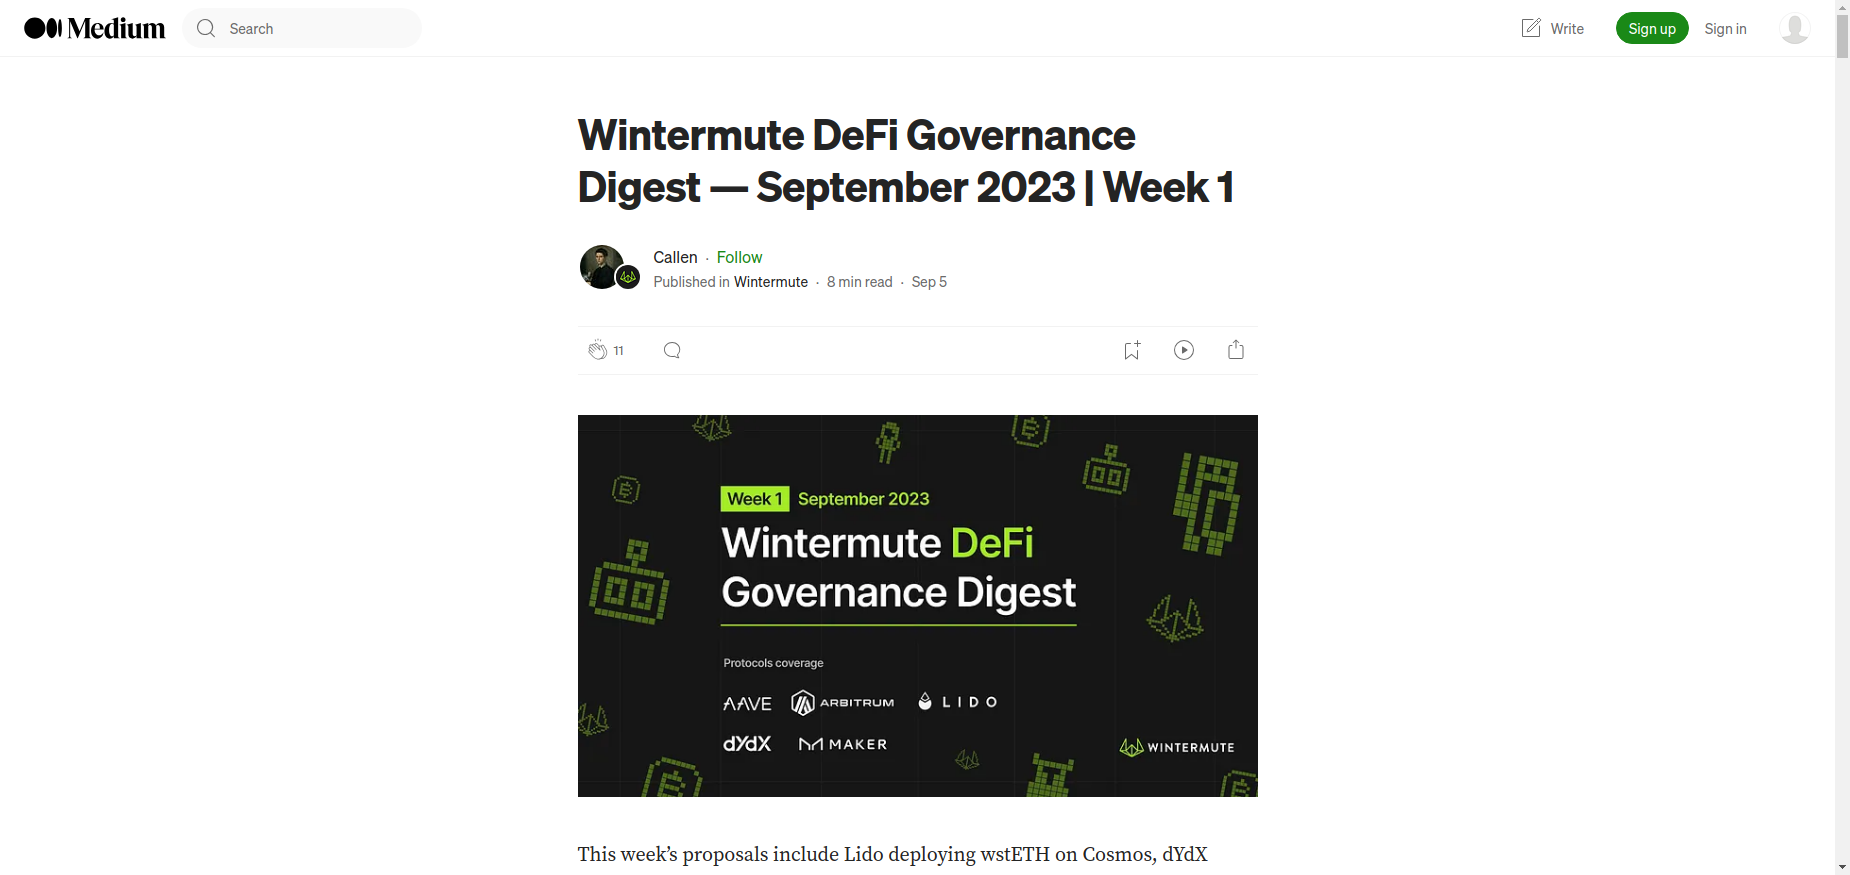 Medium
Search
Write
Sign up
Sign in
Wintermute DeFi Governance
Digest — September 2023 | Week 1
Callen · Follow
Published in Wintermute · 8 min read · Sep 5
11
Week 1 September 2023
Wintermute DeFi
Governance Digest
Protocols coverage
AAVE ARBITRUM LIDO
dYdX MAKER
WINTERMUTE
This week’s proposals include Lido deploying wstETH on Cosmos, dYdX